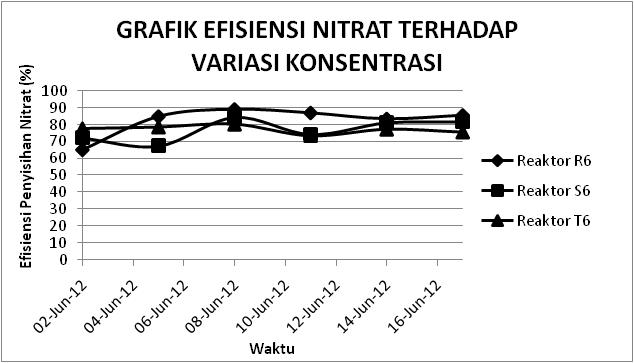 GRAFIK EFISIENSI NITRAT TERHADAP
VARIASI KONSENTRASI
Efisiensi Penyisihan Nitrat (%)
100
90
80
70
60
50
40
30
20
10
0
02-Jun-12
04-Jun-12
06-Jun-12
08-Jun-12
10-Jun-12
12-Jun-12
14-Jun-12
16-Jun-12
Waktu
Reaktor R6
Reaktor S6
Reaktor T6